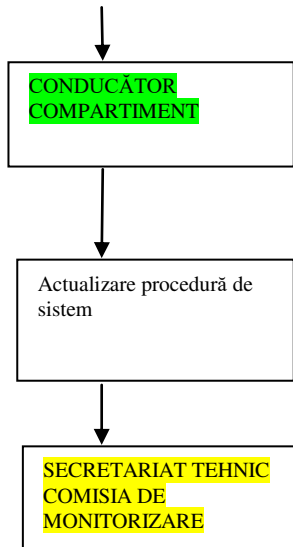 CONDUCĂTOR
COMPARTIMENT
Actualizare procedură de
sistem
SECRETARIAT TEHNIC
COMISIA DE
MONITORIZARE